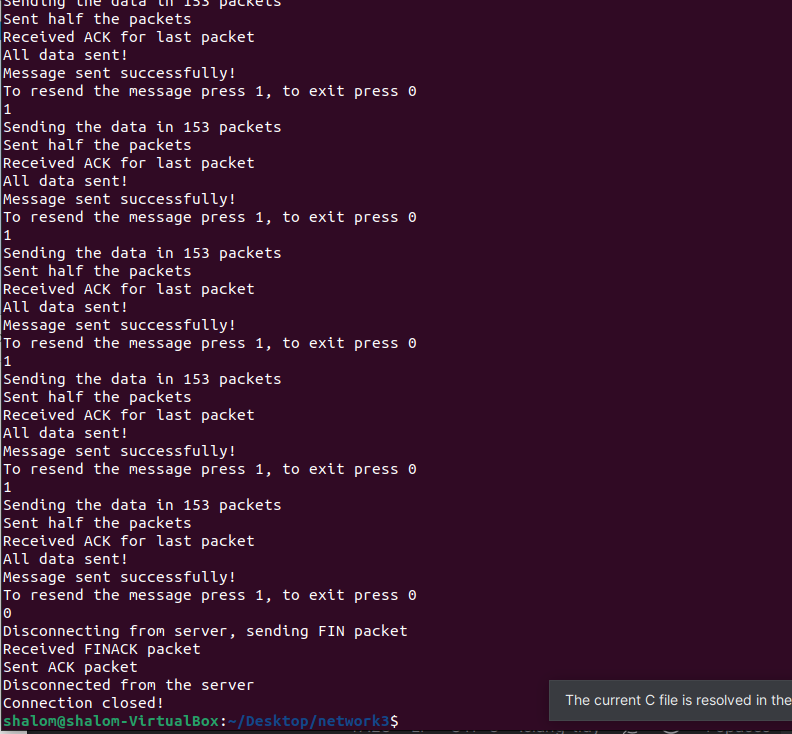 Sending the data in 153 packets
Sent half the packets
Received ACK for last packet
All data sent!
Message sent successfully!
To resend the message press 1, to exit press 0
1
Sending the data in 153 packets
Sent half the packets
Received ACK for last packet
All data sent!
Message sent successfully!
To resend the message press 1, to exit press 0
1
Sending the data in 153 packets
Sent half the packets
Received ACK for last packet
All data sent!
Message sent successfully!
To resend the message press 1, to exit press 0
1
Sending the data in 153 packets
Sent half the packets
Received ACK for last packet
All data sent!
Message sent successfully!
To resend the message press 1, to exit press 0
1
Sending the data in 153 packets
Sent half the packets
Received ACK for last packet
All data sent!
Message sent successfully!
To resend the message press 1, to exit press 0
0
Disconnecting from server, sending FIN packet
Received FINACK packet
Sent ACK packet
Disconnected from the server
Connection closed!
shalom@shalom-VirtualBox:~/Desktop/network3$
The current C file is resolved in the